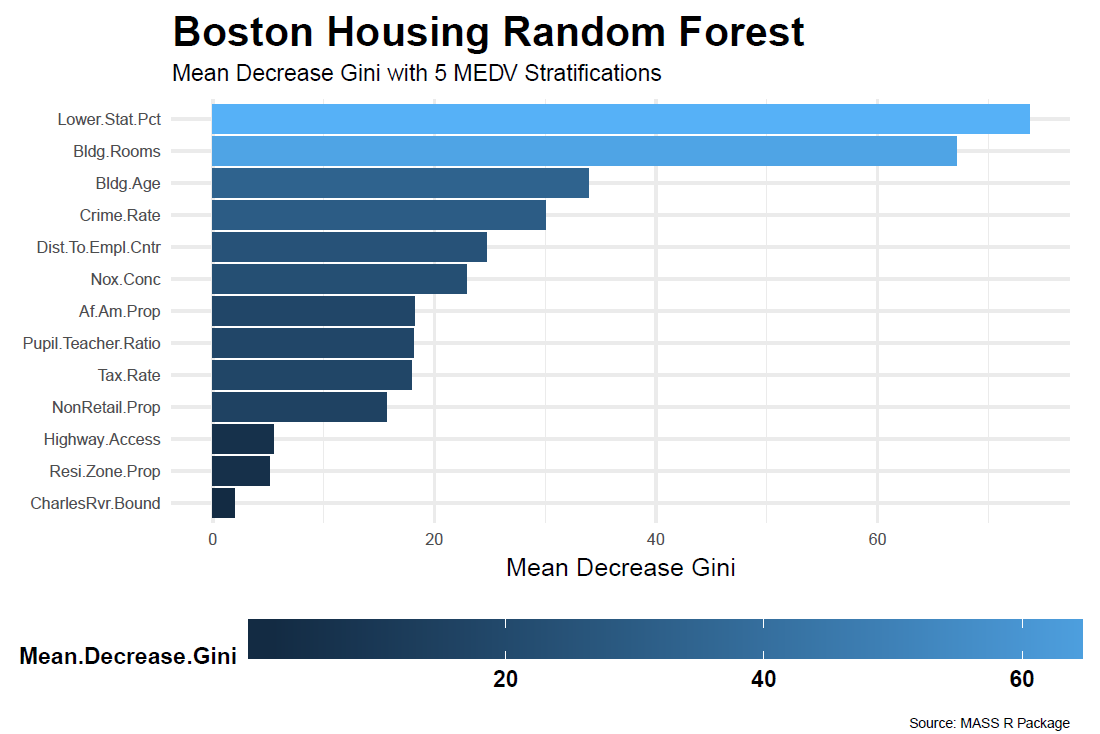 Boston Housing Random Forest
Mean Decrease Gini with 5 MEDV Stratifications
Lower.Stat.Pct
Bldg.Rooms
Bldg.Age
Crime.Rate
Dist.To.Empl.Cntr
Nox.Conc
Af.Am.Prop
Pupil.Teacher.Ratio
Tax.Rate
NonRetail.Prop
Highway.Access
Resi.Zone.Prop
CharlesRvr.Bound
0 20 40 60
Mean Decrease Gini
Mean.Decrease.Gini
20 40 60
Source: MASS R Package